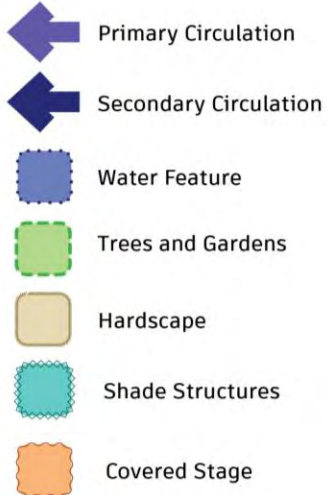 Primary Circulation
Secondary Circulation
Water Feature
Trees and Gardens
Hardscape
Shade Structures
Covered Stage